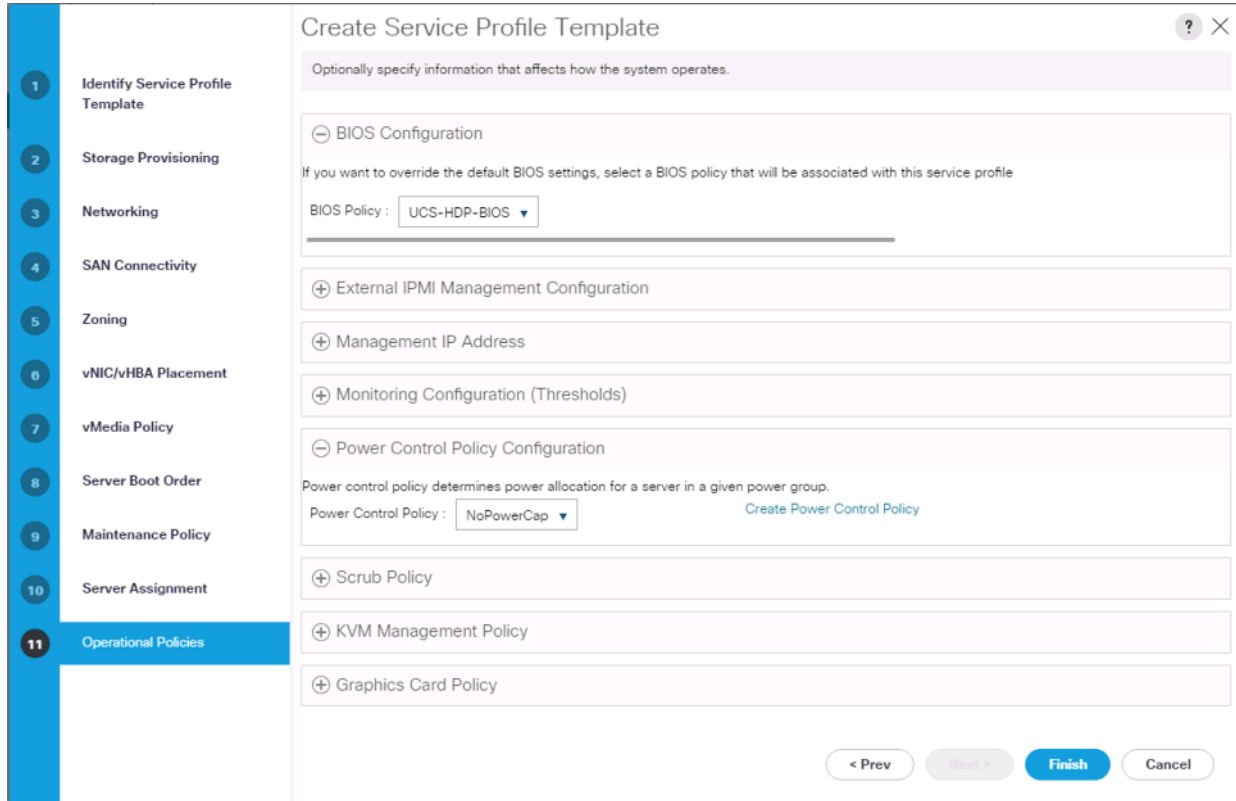 Create Service Profile Template
?
Optionally specify information that affects how the system operates.
1
Identify Service Profile
Template
2
Storage Provisioning
3
Networking
4
SAN Connectivity
5
Zoning
6
vNIC/vHBA Placement
7
vMedia Policy
8
Server Boot Order
9
Maintenance Policy
10
Server Assignment
11
Operational Policies
BIOS Configuration
If you want to override the default BIOS settings, select a BIOS policy that will be associated with this service profile
BIOS Policy : UCS-HDP-BIOS
External IPMI Management Configuration
Management IP Address
Monitoring Configuration (Thresholds)
Power Control Policy Configuration
Power control policy determines power allocation for a server in a given power group.
Power Control Policy : NoPowerCap Create Power Control Policy
Scrub Policy
KVM Management Policy
Graphics Card Policy
< Prev Next > Finish Cancel